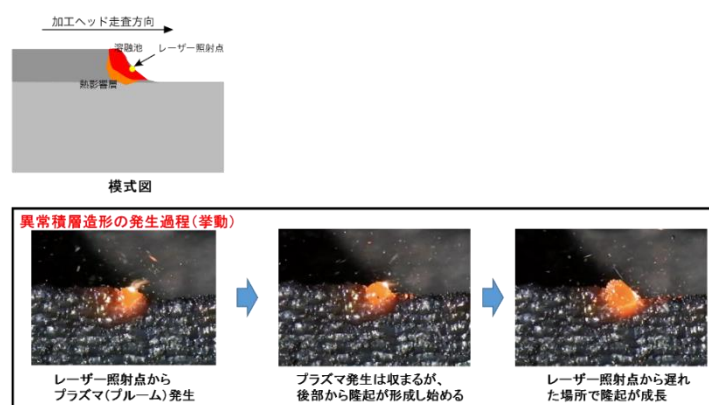 加工ヘッド走査方向
溶融池
レーザー照射点
熱影響層
模式図
異常積層造形の発生過程(挙動)
レーザー照射点から
プラズマ(プルーム)発生
プラズマ発生は収まるが、
後部から隆起が形成し始める
レーザー照射点から遅れ
た場所で隆起が成長